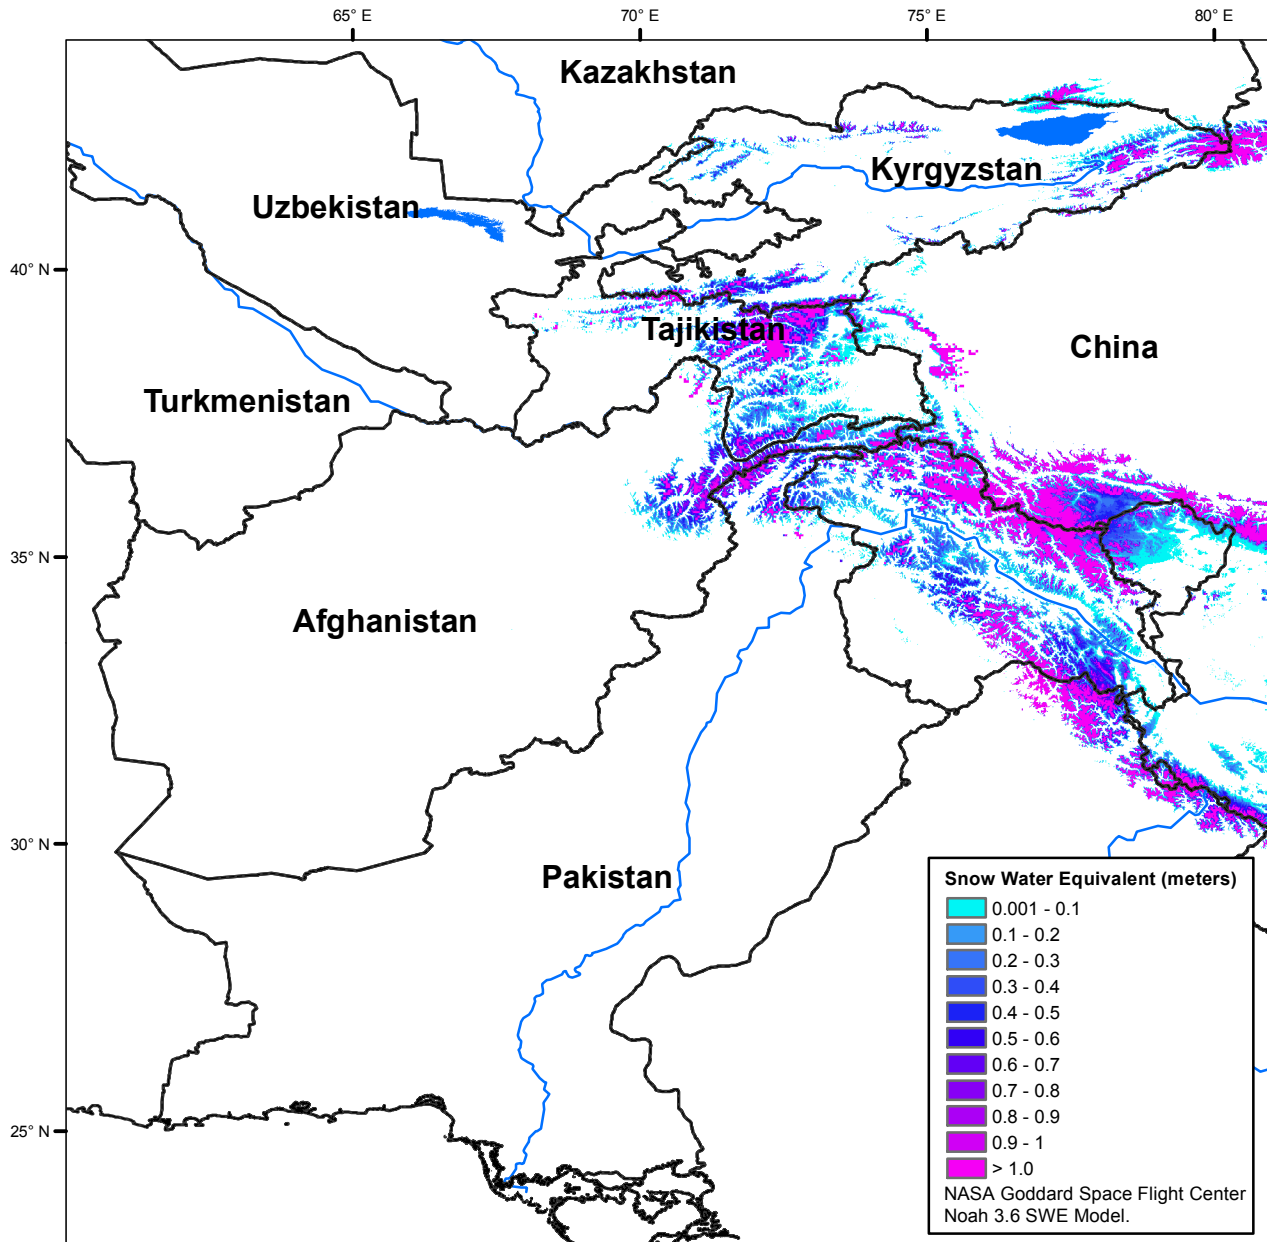 65° E
70° E
75° E
80° E
Kazakhstan
Kyrgyzstan
Uzbekistan
40° N
Tajikistan
China
Turkmenistan
35° N
Afghanistan
30° N
Pakistan
25° N
Snow Water Equivalent (meters)
0.001 - 0.1
0.1 - 0.2
0.2 - 0.3
0.3 - 0.4
0.4 - 0.5
0.5 - 0.6
0.6 - 0.7
0.7 - 0.8
0.8 - 0.9
0.9 - 1
> 1.0
NASA Goddard Space Flight Center
Noah 3.6 SWE Model.